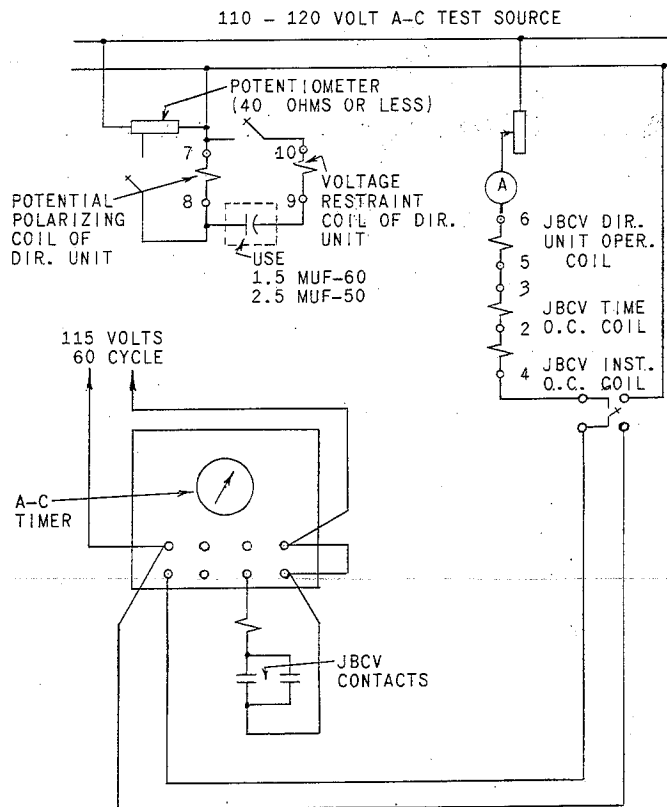 110 – 120 VOLT A-C TEST SOURCE
POTENTIOMETER
(40 OHMS OR LESS)
7
10
POTENTIAL
POLARIZING
COIL OF
DIR. UNIT
8
9
VOLTAGE
RESTRAINT
COIL OF DIR.
UNIT
USE
1.5 MUF-60
2.5 MUF-50
A
6 JBCV DIR.
UNIT OPER.
COIL
5
3
JBCV TIME
2 O.C. COIL
4 JBCV INST.
O.C. COIL
115 VOLTS
60 CYCLE
A-C
TIMER
JBCV
CONTACTS